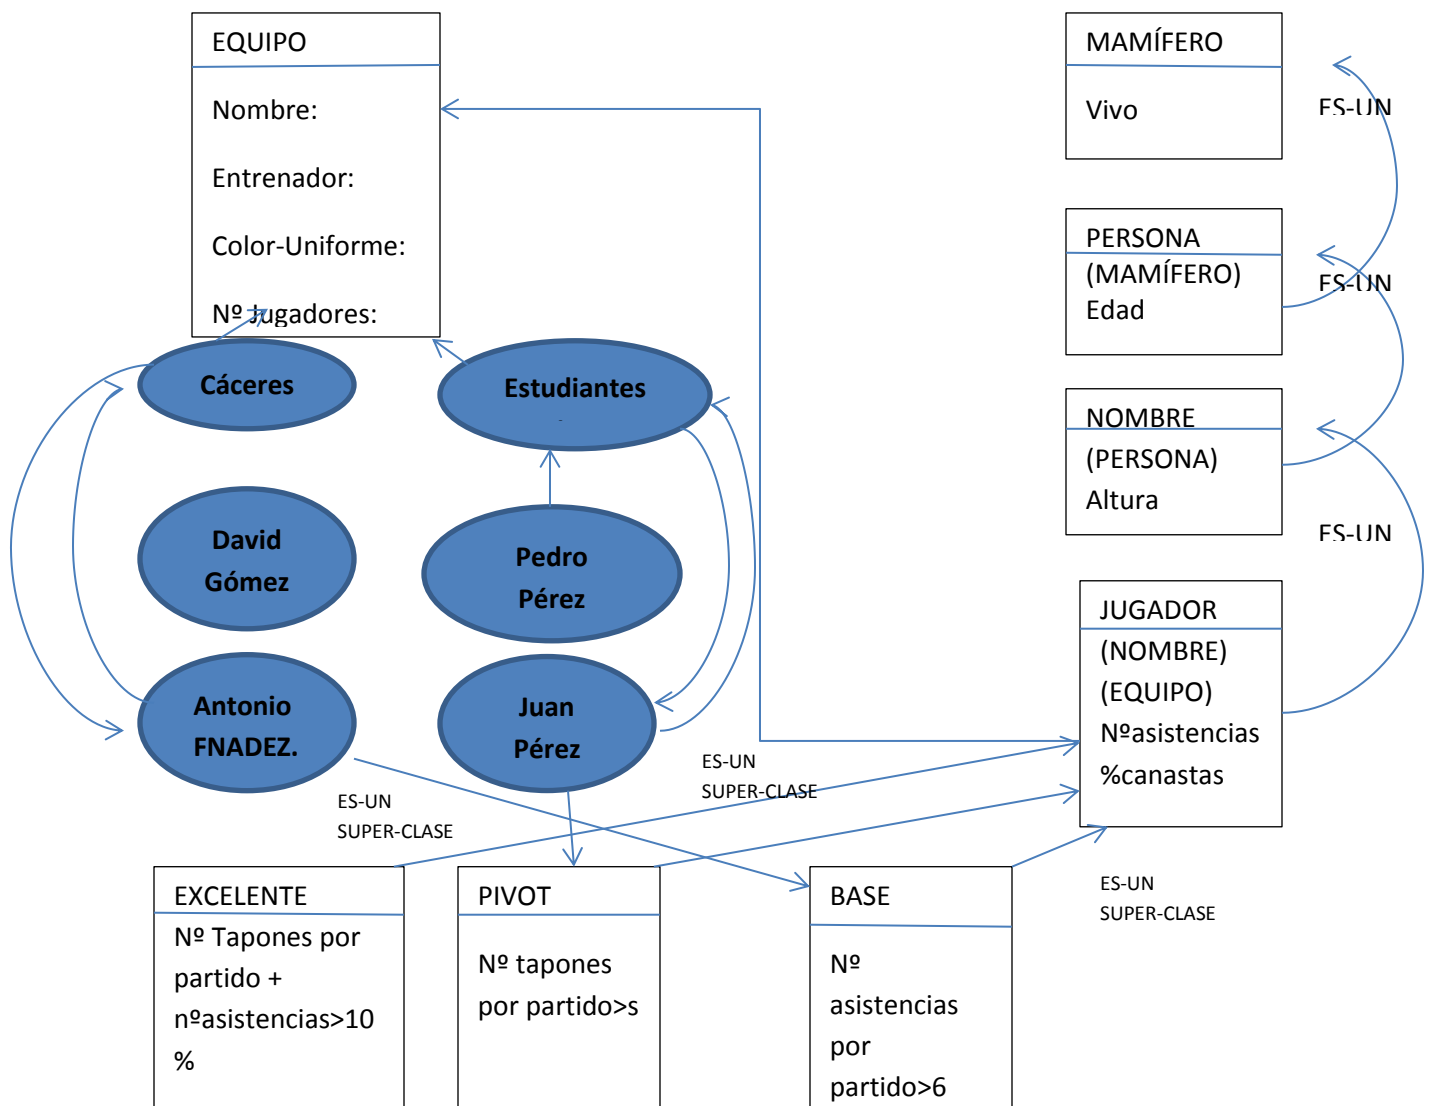 EQUIPO
Nombre:
Entrenador:
Color-Uniforme:
Nº Jugadores:
MAMÍFERO
Vivo
ES-UN
PERSONA
(MAMÍFERO)
Edad
ES-UN
NOMBRE
(PERSONA)
Altura
ES-UN
Cáceres
Estudiantes
David
Gómez
Pedro
Pérez
Antonio
FNADEZ.
Juan
Pérez
JUGADOR
(NOMBRE)
(EQUIPO)
Nºasistencias
%canastas
ES-UN
SUPER-CLASE
ES-UN
SUPER-CLASE
ES-UN
SUPER-CLASE
EXCELENTE
Nº Tapones por
partido +
nºasistencias>10
%
PIVOT
Nº tapones
por partido>s
BASE
Nº
asistencias
por
partido>6